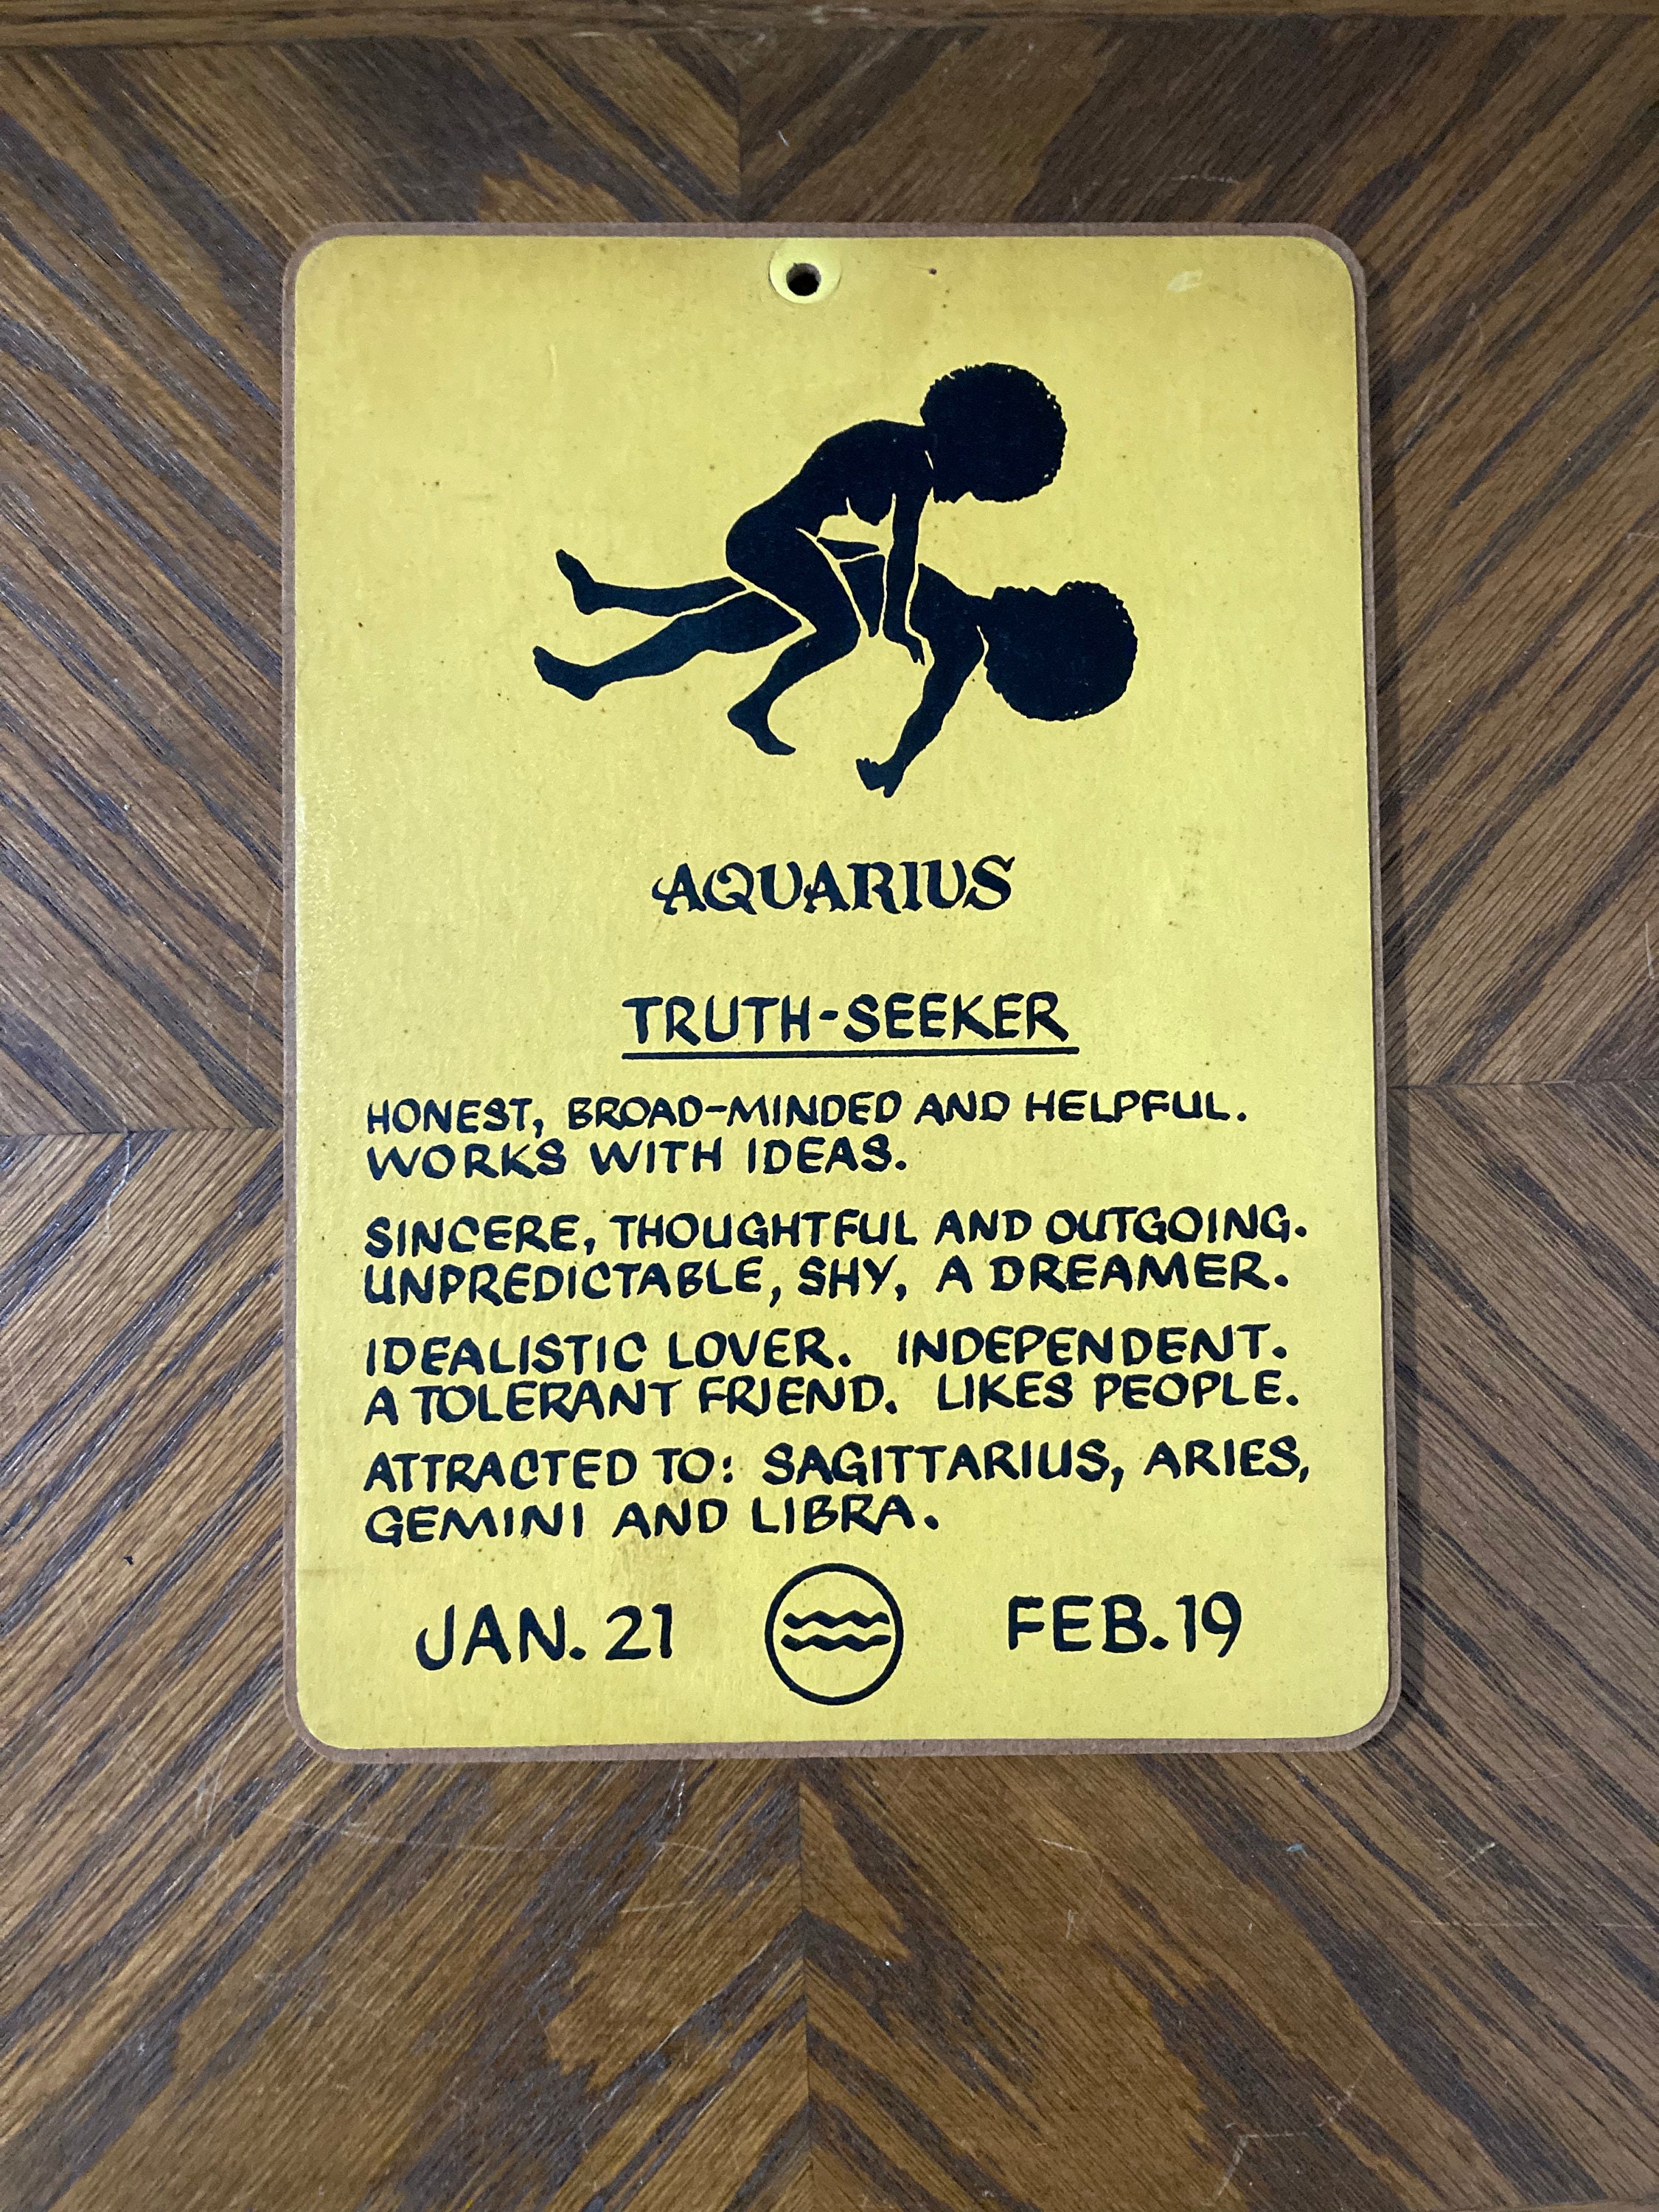 AQUARIUS
TRUTH-SEEKER
HONEST, BROAD-MINDED AND HELPFUL.
WORKS WITH IDEAS.
SINCERE, THOUGHTFUL AND OUTGOING.
UNPREDICTABLE, SHY, A DREAMER.
IDEALISTIC LOVER. INDEPENDENT.
A TOLERANT FRIEND. LIKES PEOPLE.
ATTRACTED TO: SAGITTARIUS, ARIES,
GEMINI AND LIBRA.
JAN. 21 FEB. 19